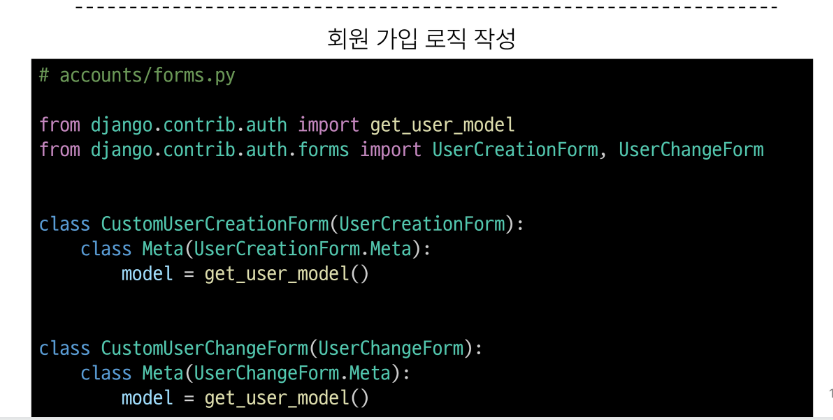 회원 가입 로직 작성
# accounts/forms.py
from django.contrib.auth import get_user_model
from django.contrib.auth.forms import UserCreationForm, UserChangeForm
class CustomUserCreationForm(UserCreationForm):
    class Meta(UserCreationForm.Meta):
        model = get_user_model()
class CustomUserChangeForm(UserChangeForm):
    class Meta(UserChangeForm.Meta):
        model = get_user_model()